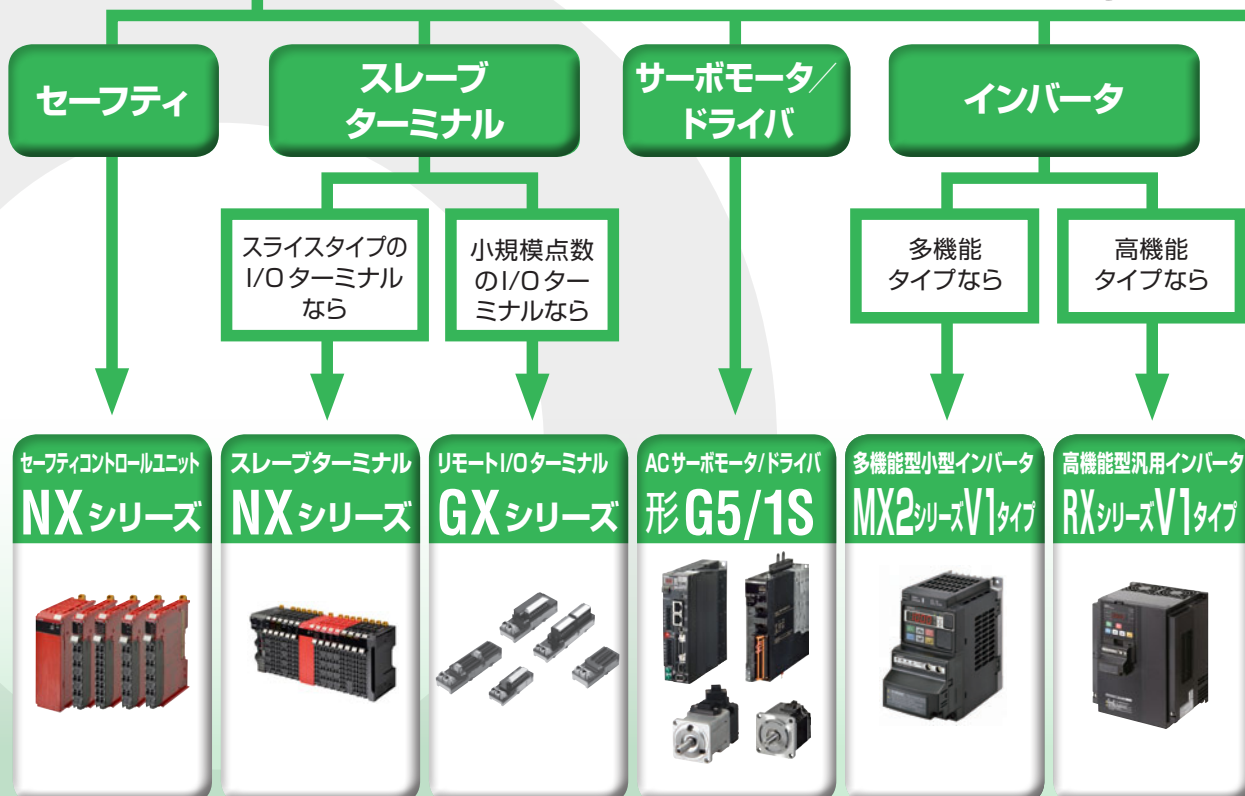 セーフティ
スレーブ
ターミナル
サーボモータ/
ドライバ
インバータ
スライスタイプの
I/Oターミナル
なら
小規模点数
のI/Oター
ミナルなら
多機能
タイプなら
高機能
タイプなら
セーフティコントロールユニット
NXシリーズ
スレーブターミナル
NXシリーズ
リモートI/Oターミナル
GXシリーズ
ACサーボモータ/ドライバ
形G5/1S
多機能型小型インバータ
MX2シリーズV1タイプ
高機能型汎用インバータ
RXシリーズV1タイプ